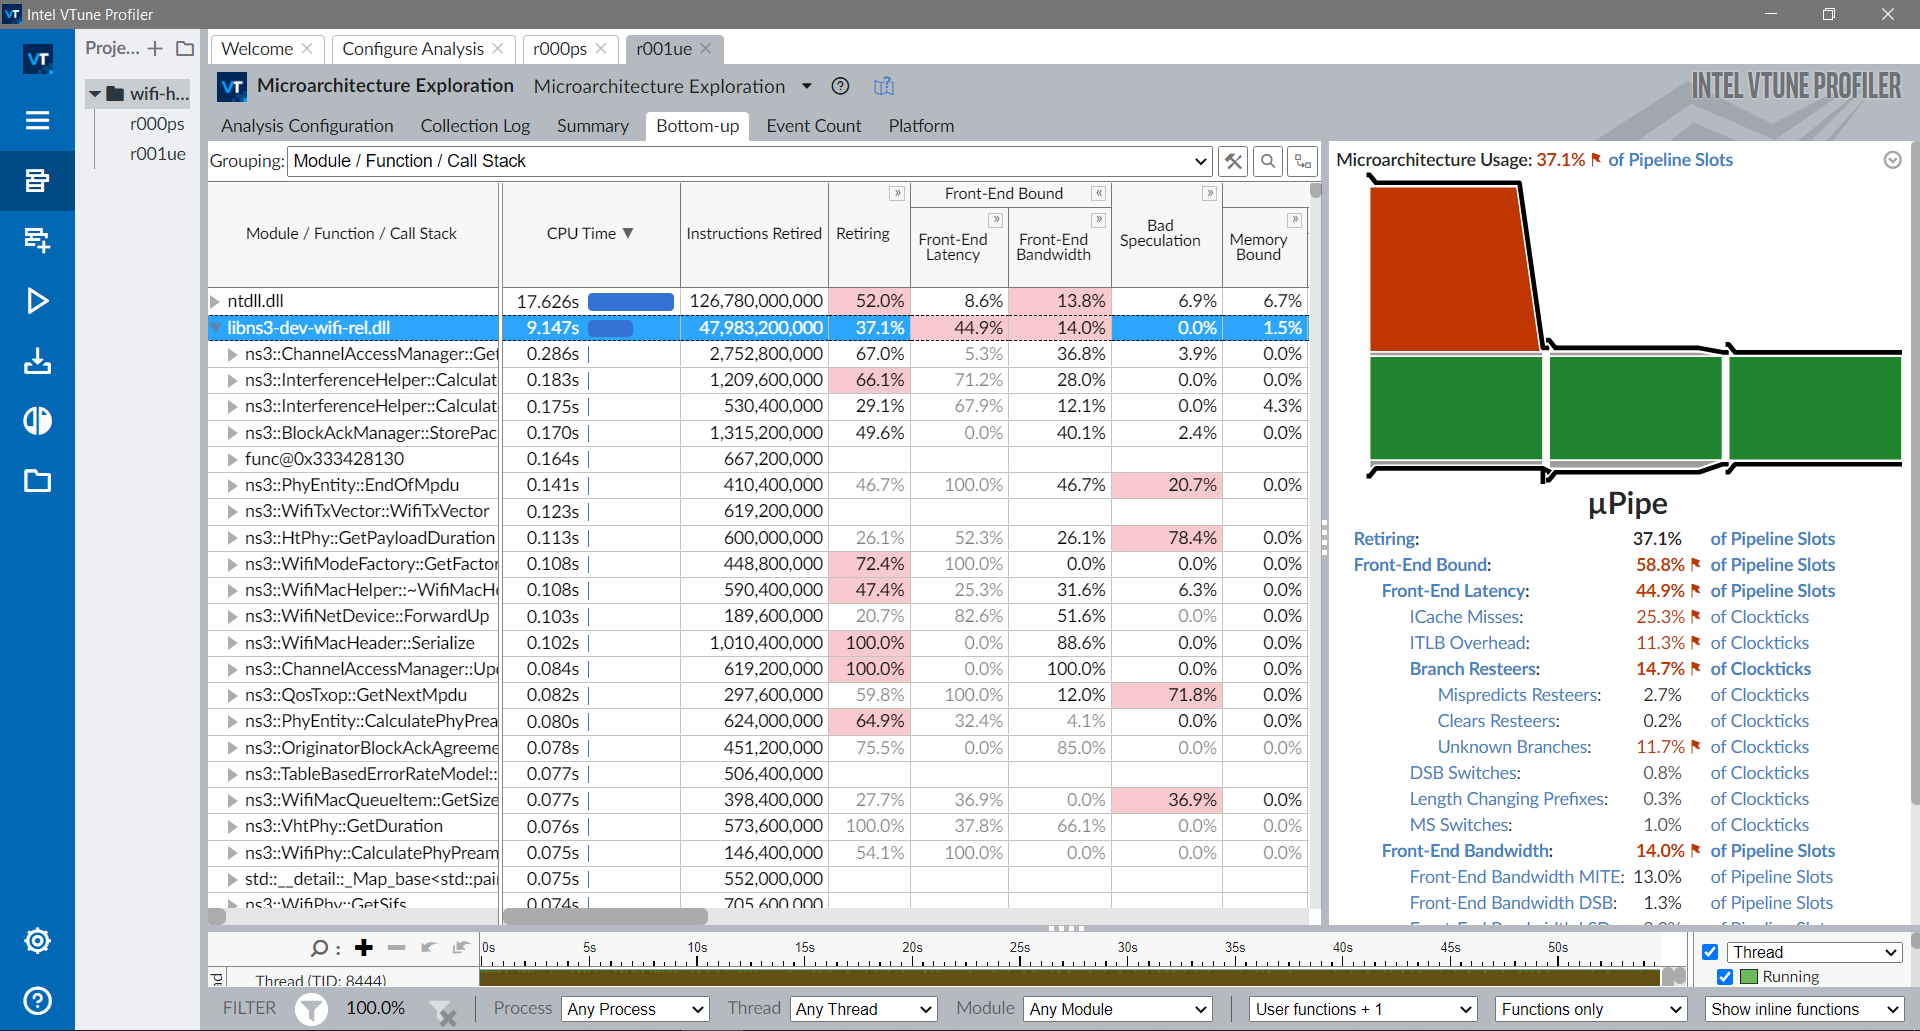 VT Intel VTune Profiler
VT
Proje...
wifi-h...
r000ps
r001ue
Welcome
Configure Analysis
r000ps
r001ue
VT Microarchitecture Exploration Microarchitecture Exploration
INTEL VTUNE PROFILER
Analysis Configuration Collection Log Summary Bottom-up Event Count Platform
Grouping: Module / Function / Call Stack
Module / Function / Call Stack CPU Time ▼ Instructions Retired Retiring Front-End Bound Front-End Latency Front-End Bandwidth Bad Speculation Memory Bound
ntdll.dll 17.626s 126,780,000,000 52.0% 8.6% 13.8% 6.9% 6.7%
libns3-dev-wifi-rel.dll 9.147s 47,983,200,000 37.1% 44.9% 14.0% 0.0% 1.5%
ns3::ChannelAccessManager::Get 0.286s 2,752,800,000 67.0% 5.3% 36.8% 3.9% 0.0%
ns3::InterferenceHelper::Calculat 0.183s 1,209,600,000 66.1% 71.2% 28.0% 0.0% 0.0%
ns3::InterferenceHelper::Calculat 0.175s 530,400,000 29.1% 67.9% 12.1% 0.0% 4.3%
ns3::BlockAckManager::StorePac 0.170s 1,315,200,000 49.6% 0.0% 40.1% 2.4% 0.0%
func@0x333428130 0.164s 667,200,000
ns3::PhyEntity::EndOfMpdu 0.141s 410,400,000 46.7% 100.0% 46.7% 20.7% 0.0%
ns3::WifiTxVector::WifiTxVector 0.123s 619,200,000
ns3::HtPhy::GetPayloadDuration 0.113s 600,000,000 26.1% 52.3% 26.1% 78.4% 0.0%
ns3::WifiModeFactory::GetFactor 0.108s 448,800,000 72.4% 100.0% 0.0% 0.0% 0.0%
ns3::WifiMacHelper::~WifiMacHe 0.108s 590,400,000 47.4% 25.3% 31.6% 6.3% 0.0%
ns3::WifiNetDevice::ForwardUp 0.103s 189,600,000 20.7% 82.6% 51.6% 0.0% 0.0%
ns3::WifiMacHeader::Serialize 0.102s 1,010,400,000 100.0% 0.0% 88.6% 0.0% 0.0%
ns3::ChannelAccessManager::Upc 0.084s 619,200,000 100.0% 0.0% 100.0% 0.0% 0.0%
ns3::QosTxop::GetNextMpdu 0.082s 297,600,000 59.8% 100.0% 12.0% 71.8% 0.0%
ns3::PhyEntity::CalculatePhyPrea 0.080s 624,000,000 64.9% 32.4% 4.1% 0.0% 0.0%
ns3::OriginatorBlockAckAgreeme 0.078s 451,200,000 75.5% 0.0% 85.0% 0.0% 0.0%
ns3::TableBasedErrorRateModel:: 0.077s 506,400,000
ns3::WifiMacQueueItem::GetSize 0.077s 398,400,000 27.7% 36.9% 0.0% 36.9% 0.0%
ns3::VhtPhy::GetDuration 0.076s 573,600,000 100.0% 37.8% 66.1% 0.0% 0.0%
ns3::WifiPhy::CalculatePhyPream 0.075s 146,400,000 54.1% 100.0% 0.0% 0.0% 0.0%
std::__detail::_Map_base<std::pair 0.075s 552,000,000
ns3::WifiPhy::GetSifs 0.074s 705,600,000
Microarchitecture Usage: 37.1% of Pipeline Slots
µPipe
Retiring: 37.1% of Pipeline Slots
Front-End Bound: 58.8% of Pipeline Slots
Front-End Latency: 44.9% of Pipeline Slots
ICache Misses: 25.3% of Clockticks
ITLB Overhead: 11.3% of Clockticks
Branch Resteers: 14.7% of Clockticks
Mispredicts Resteers: 2.7% of Clockticks
Clears Resteers: 0.2% of Clockticks
Unknown Branches: 11.7% of Clockticks
DSB Switches: 0.8% of Clockticks
Length Changing Prefixes: 0.3% of Clockticks
MS Switches: 1.0% of Clockticks
Front-End Bandwidth: 14.0% of Pipeline Slots
Front-End Bandwidth MITE: 13.0% of Pipeline Slots
Front-End Bandwidth DSB: 1.3% of Pipeline Slots
0s 5s 10s 15s 20s 25s 30s 35s 40s 45s 50s
Thread (TID: 8444)
Thread
Running
FILTER 100.0% Process Any Process Thread Any Thread Module Any Module User functions + 1 Functions only Show inline functions